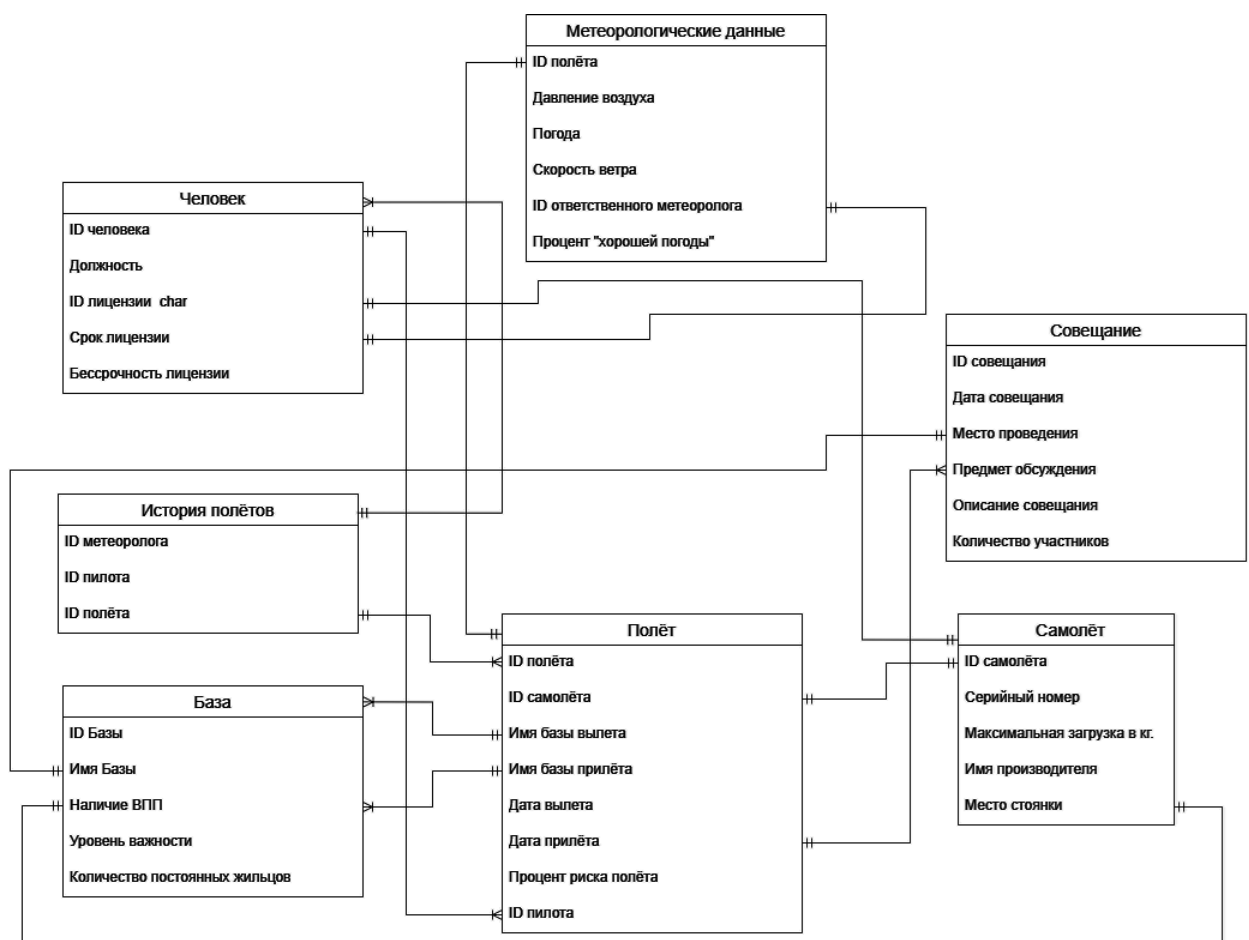 Метеорологические данные
ID полёта
Давление воздуха
Погода
Скорость ветра
ID ответственного метеоролога
Процент "хорошей погоды"
Человек
ID человека
Должность
ID лицензии char
Срок лицензии
Бессрочность лицензии
Совещание
ID совещания
Дата совещания
Место проведения
Предмет обсуждения
Описание совещания
Количество участников
История полётов
ID метеоролога
ID пилота
ID полёта
Полёт
ID полёта
ID самолёта
Имя базы вылета
Имя базы прилёта
Дата вылета
Дата прилёта
Процент риска полёта
ID пилота
Самолёт
ID самолёта
Серийный номер
Максимальная загрузка в кг.
Имя производителя
Место стоянки
База
ID Базы
Имя Базы
Наличие ВПП
Уровень важности
Количество постоянных жильцов